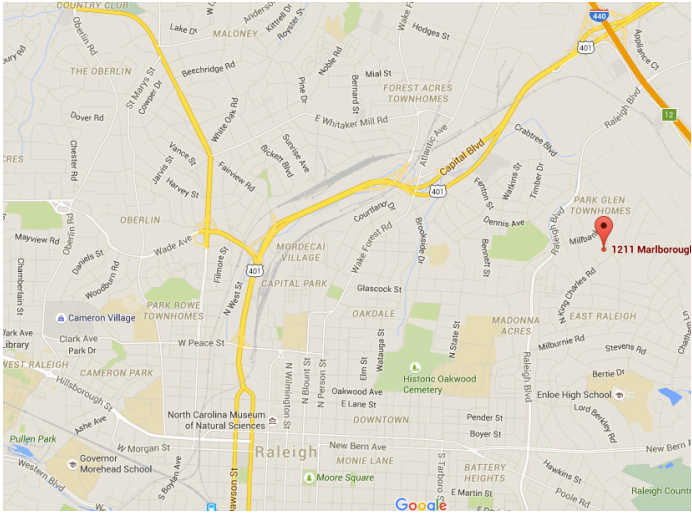 COUNTRY CLUB
Oberlin Rd
Lake D
MALONEY
Kittrell Dr
Royster St
Noble Rd
Wake F
Hodges St
440
401
Appliance Ct
Beechridge Rd
THE OBERLIN
St Marys St
Cowper Dr
Mial St
Pine Dr
Bernard St
FOREST ACRES
TOWNHOMES
Raleigh Blvd
12
Dover Rd
White Oak Rd
E Whitaker Mill Rd
Atlantic Ave
Capital Blvd
Crabtree Blvd
Chester Rd
Vance St
Jarvis St
Harvey St
Fairview Rd
Bickett Blvd
Sunrise Ave
401
Fenton St
Watkins St
Timber Dr
PARK GLEN
TOWNHOMES
OBERLIN
Oberlin Rd
Mayview Rd
Wade Ave
Courtland Dr
Wake Forest Rd
Brookside Dr
Dennis Ave
Bennett St
Raleigh Blvd
Millbank
1211 Marlborough
Daniels St
Woodburn Rd
Chamberlain St
Filmore St
401
N West St
MORDECAI
VILLAGE
CAPITAL PARK
Glascock St
N King Charles Rd
PARK ROWE
TOWNHOMES
Cameron Village
OAKDALE
MADONNA
ACRES
EAST RALEIGH
Clark Ave
Park Dr
Library
W Peace St
WEST RALEIGH
CAMERON PARK
Hillsborough St
Ashe Ave
N Wilmington St
N Blount St
N Person St
Elm St
Watauga St
N State St
Milburnie Rd
Stevens Rd
Bertie Dr
Historic Oakwood
Cemetery
Oakwood Ave
E Lane St
Raleigh Blvd
Enloe High School
Lord Berkley Rd
North Carolina Museum
of Natural Sciences
DOWNTOWN
Pender St
Boyer St
Pullen Park
W Morgan St
Raleigh
New Bern Ave
New Bern
Governor
Morehead School
Western Blvd
S Boylan Ave
Dawson St
MONIE LANE
Moore Square
S Tarboro St
BATTERY
HEIGHTS
Hawkins St
Poole Rd
Raleigh Count
E Martin St
Google